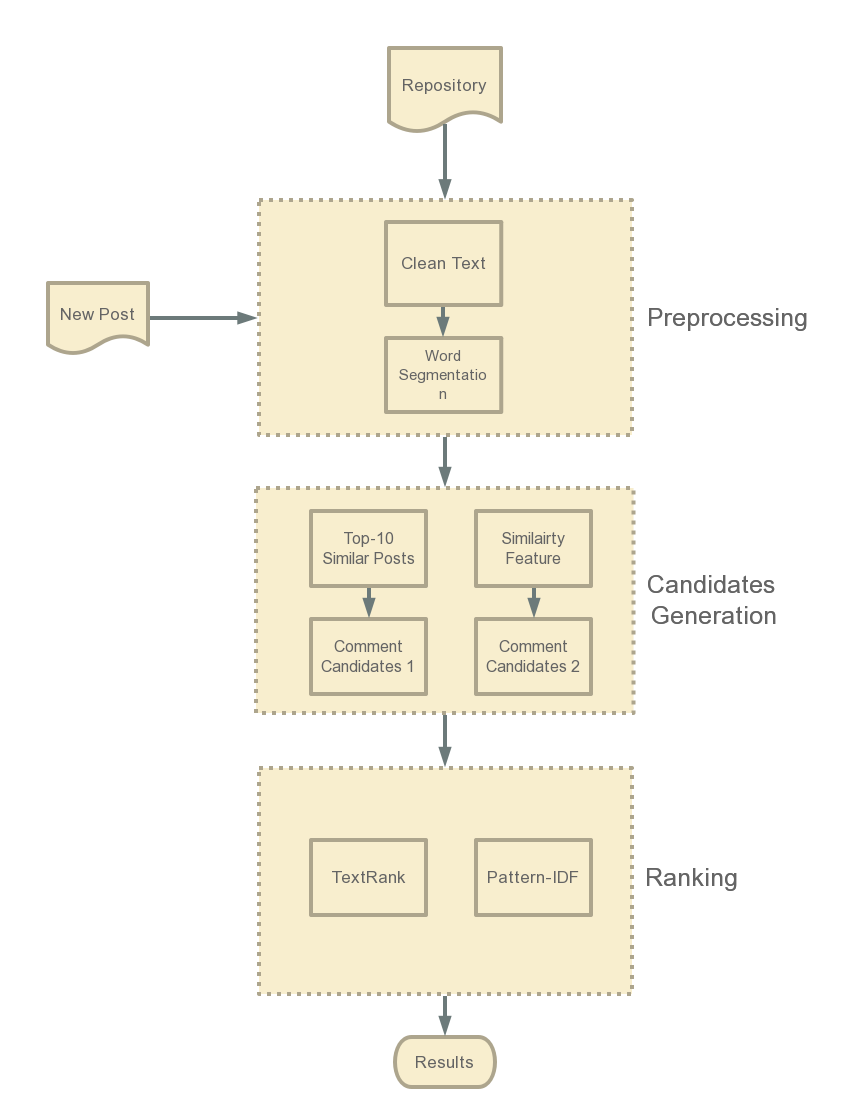 Repository
New Post
Clean Text
Word
Segmentatio
n
Preprocessing
Top-10
Similar Posts
Similairty
Feature
Comment
Candidates 1
Comment
Candidates 2
Candidates
Generation
TextRank
Pattern-IDF
Ranking
Results